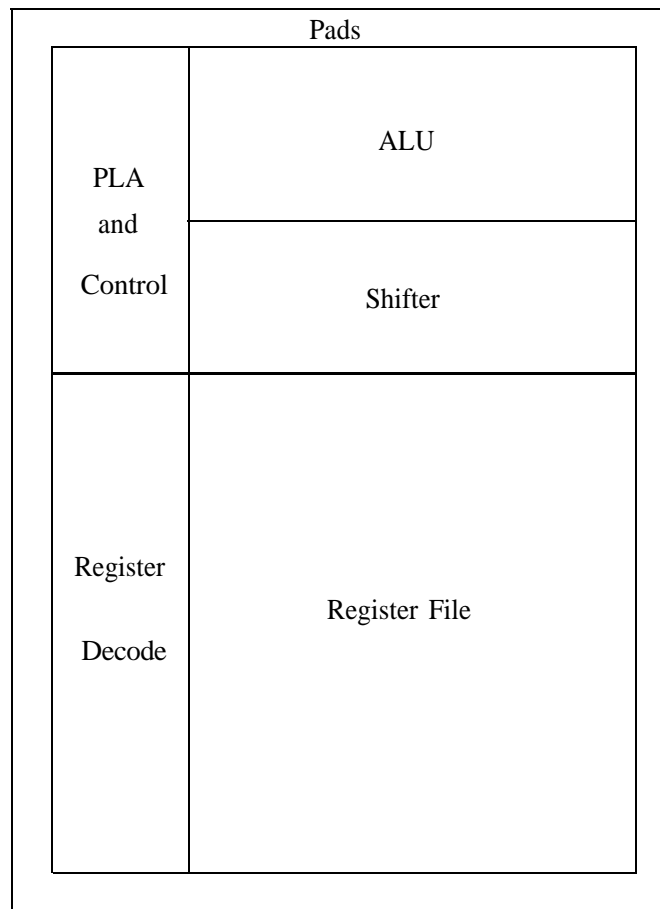 Pads
ALU
PLA
and
Control
Shifter
Register
Decode
Register File